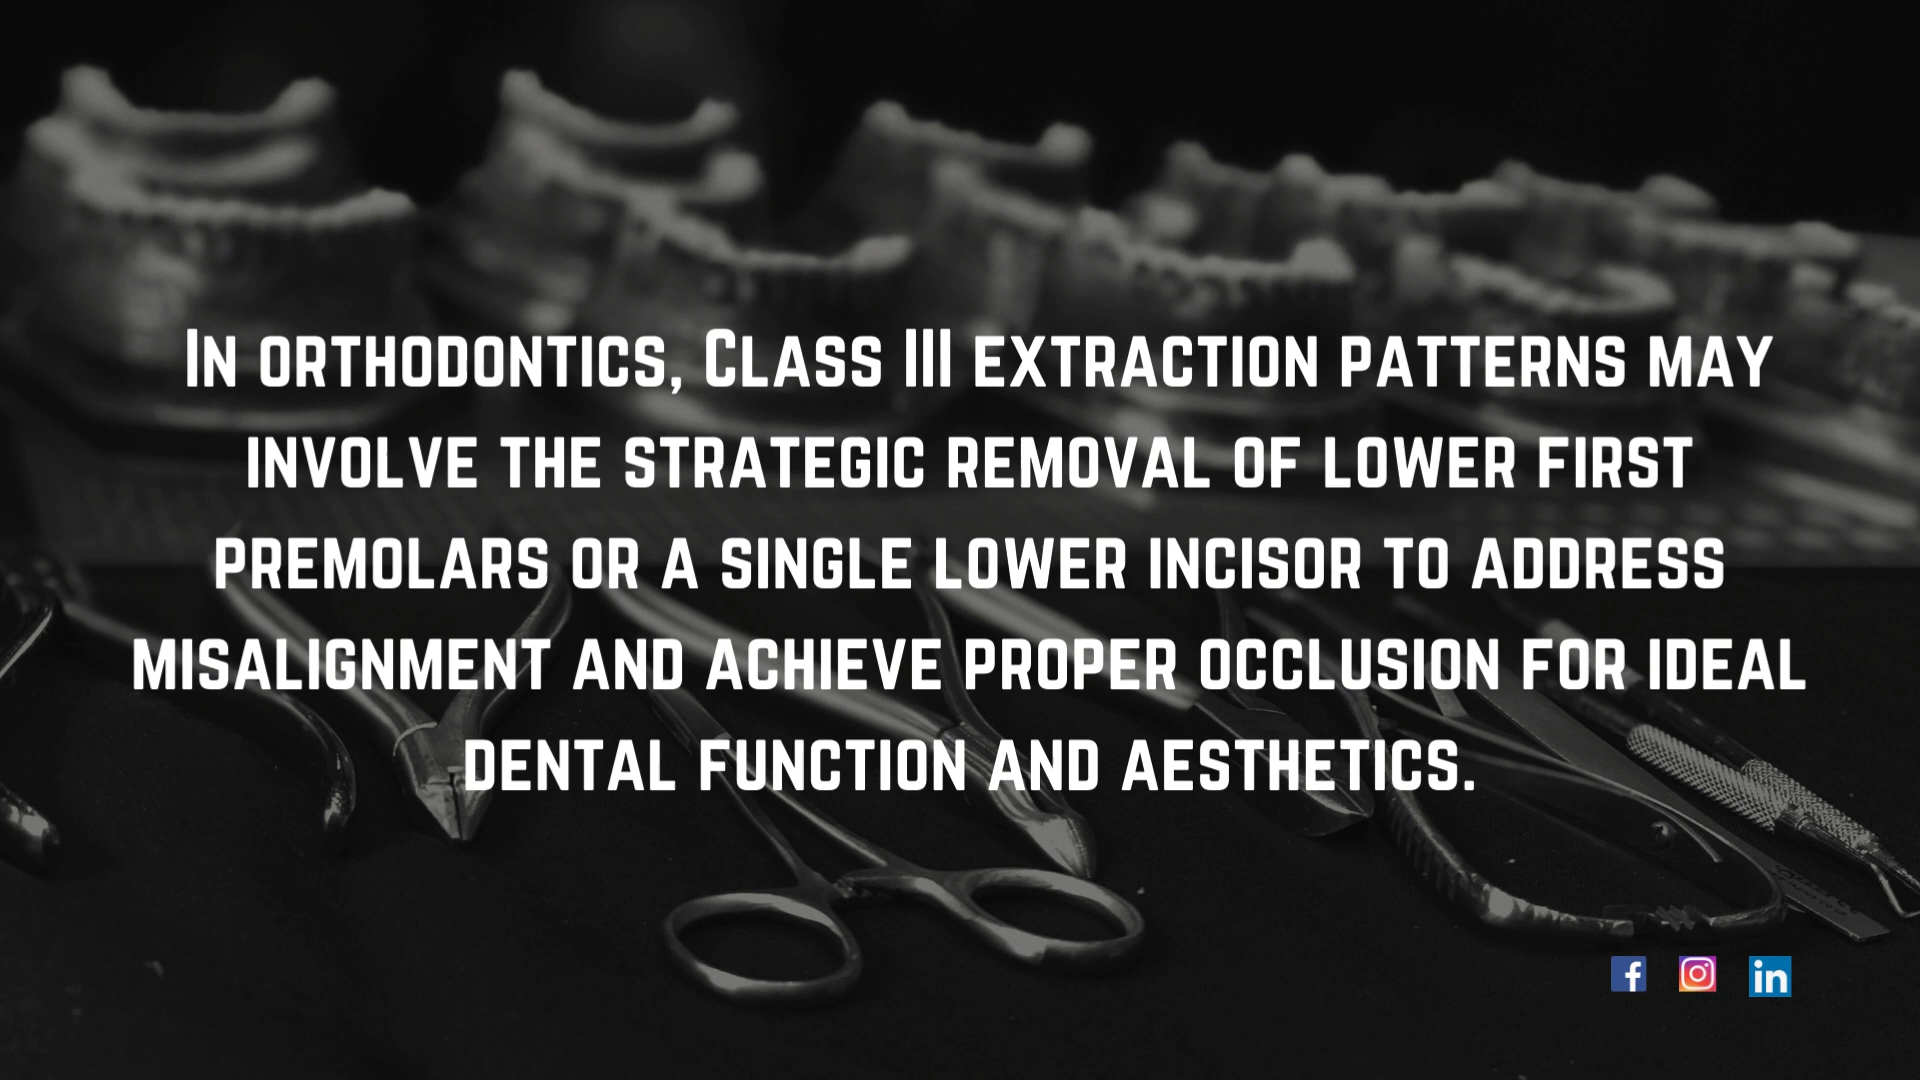 In orthodontics, Class III extraction patterns may
involve the strategic removal of lower first
premolars or a single lower incisor to address
misalignment and achieve proper occlusion for ideal
dental function and aesthetics.
f
in